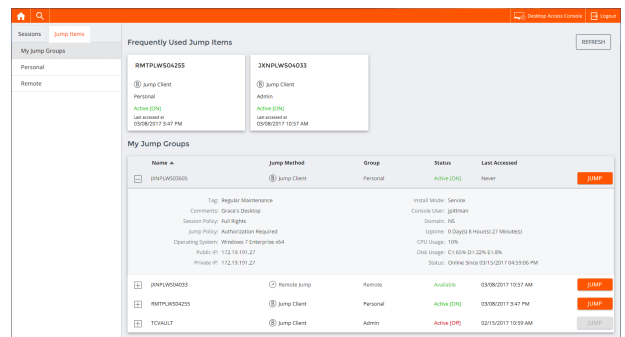 Desktop Access Console
Logout
Sessions
Jump Items
My Jump Groups
Personal
Remote
Frequently Used Jump Items
REFRESH
RMTPLWS04255
Jump Client
Personal
Active [ON]
Last accessed at
03/08/2017 3:47 PM
JXNPLWS04033
Jump Client
Admin
Active [ON]
Last accessed at
03/08/2017 10:57 AM
My Jump Groups
Name Jump Method Group Status Last Accessed
JXNPLWS03605 Jump Client Personal Active [ON] Never JUMP
Tag: Regular Maintenance
Comments: Grace's Desktop
Session Policy: Full Rights
Jump Policy: Authorization Required
Operating System: Windows 7 Enterprise x64
Public IP: 172.19.191.27
Private IP: 172.19.191.27
Install Mode: Service
Console User: jpittman
Domain: NS
Uptime: 0 Day(s) 8 Hour(s) 27 Minute(s)
CPU Usage: 10%
Disk Usage: C:\ 65% D:\ 22% E:\ 8%
Status: Online Since 03/15/2017 04:59:06 PM
JXNPLWS04033 Remote Jump Remote Available 03/08/2017 10:57 AM JUMP
RMTPLWS04255 Jump Client Personal Active [ON] 03/08/2017 3:47 PM JUMP
TCVAULT Jump Client Admin Active [Off] 02/15/2017 10:59 AM JUMP